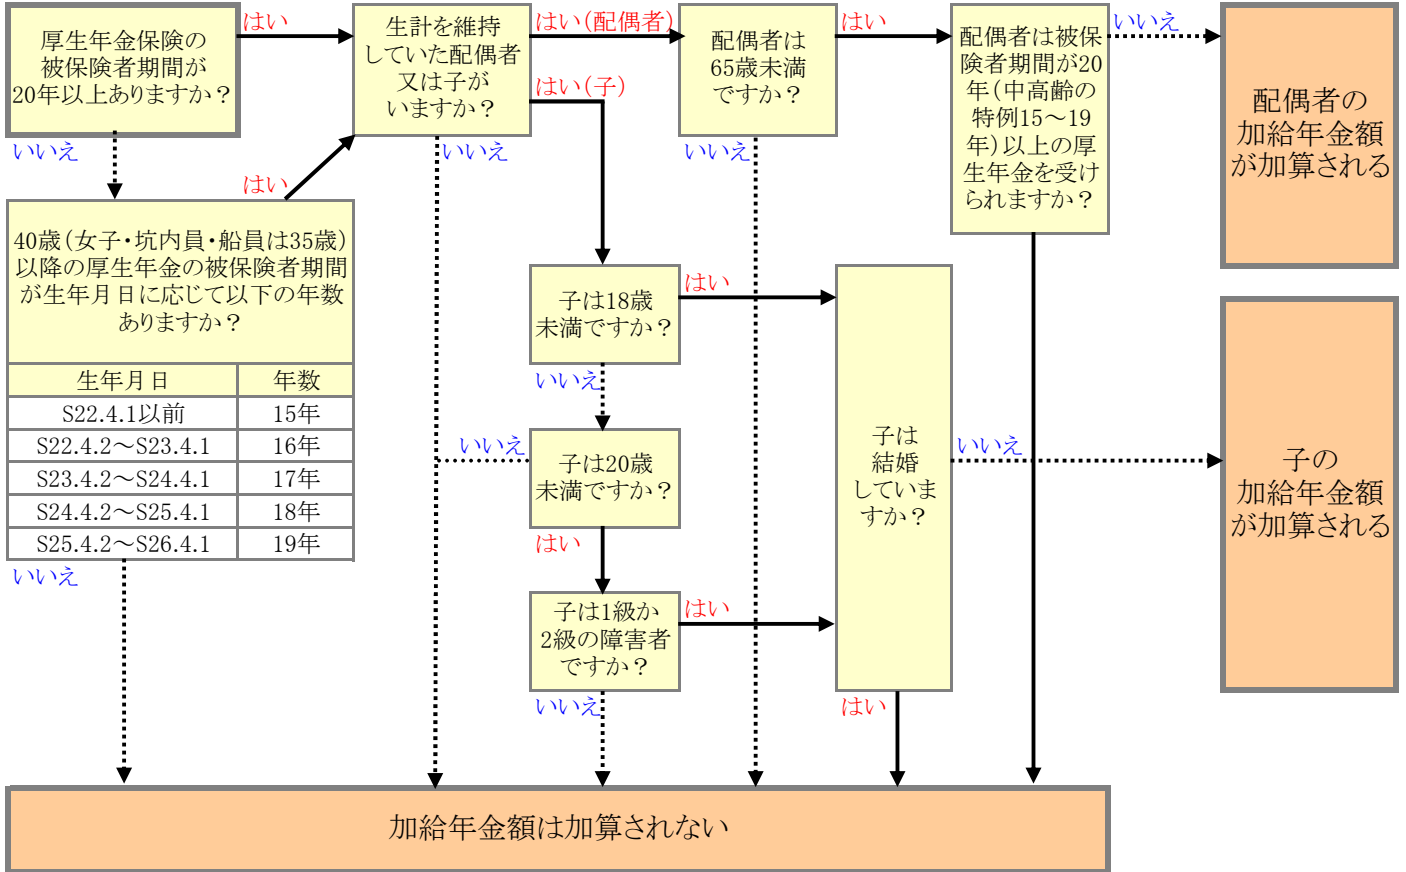 厚生年金保険の
被保険者期間が
20年以上ありますか？
はい
いいえ
生計を維持
していた配偶者
又は子が
いますか？
はい(配偶者)
はい(子)
いいえ
配偶者は
65歳未満
ですか？
はい
いいえ
配偶者は被保
険者期間が20
年(中高齢の
特例15～19
年)以上の厚
生年金を受け
られますか？
いいえ
配偶者の
加給年金額
が加算される
はい
40歳(女子・坑内員・船員は35歳)
以降の厚生年金の被保険者期間
が生年月日に応じて以下の年数
ありますか？
生年月日 年数
S22.4.1以前 15年
S22.4.2～S23.4.1 16年
S23.4.2～S24.4.1 17年
S24.4.2～S25.4.1 18年
S25.4.2～S26.4.1 19年
いいえ
子は18歳
未満ですか？
はい
いいえ
子は20歳
未満ですか？
いいえ
はい
子は1級か
2級の障害者
ですか？
はい
いいえ
子は
結婚
していま
すか？
いいえ
はい
子の
加給年金額
が加算される
加給年金額は加算されない